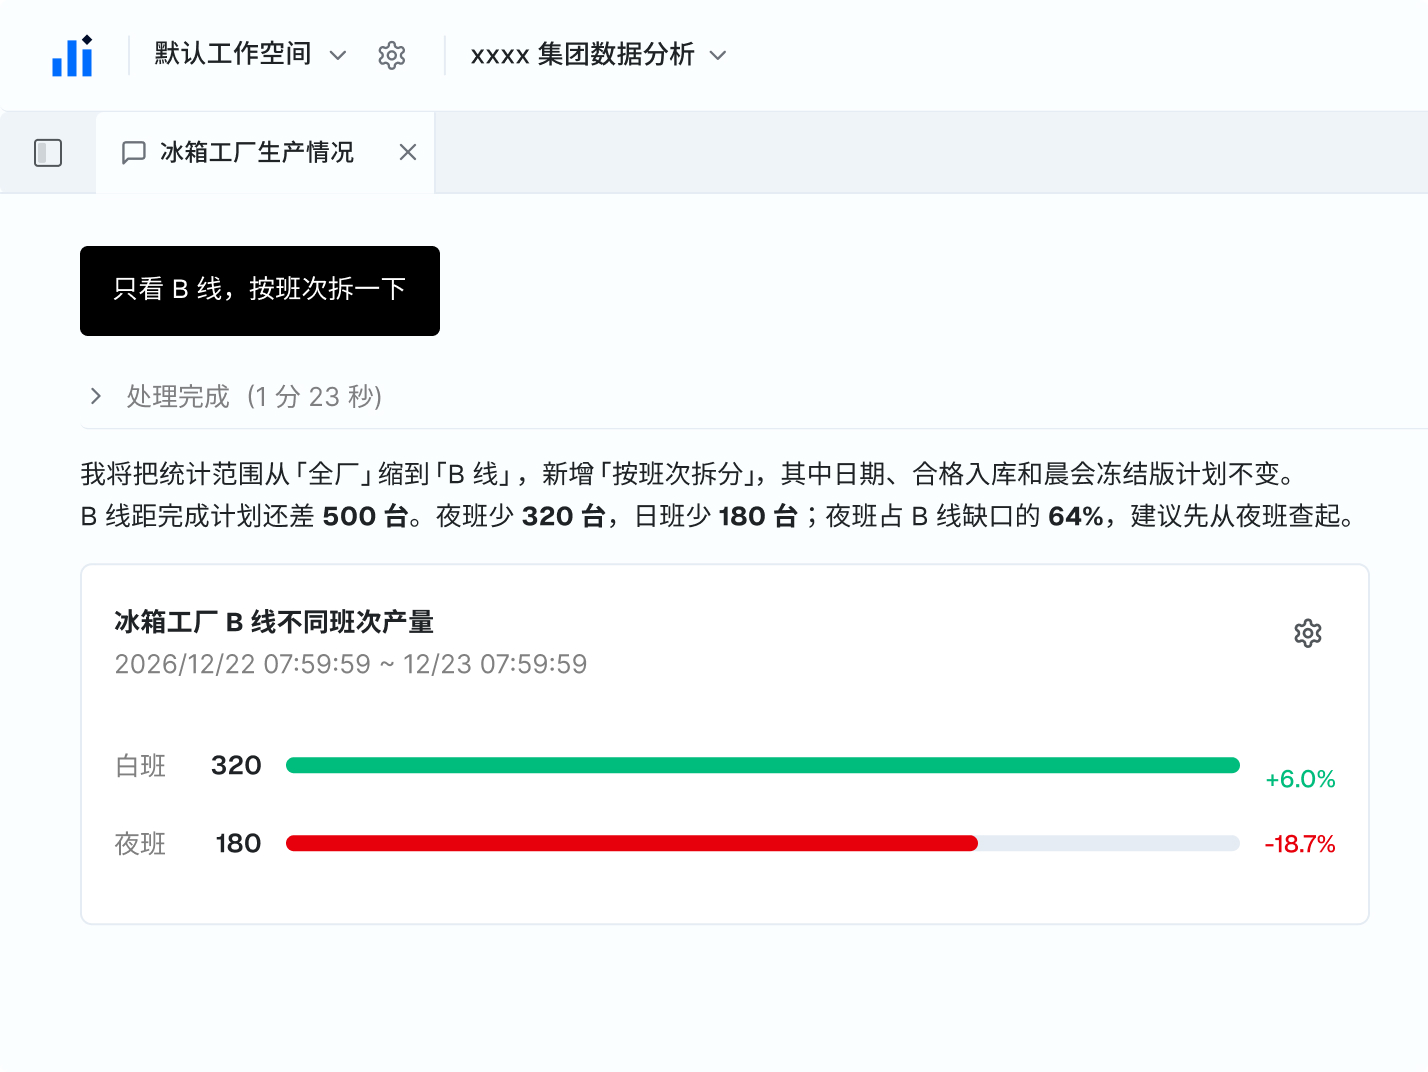 默认工作空间
xxxx 集团数据分析
冰箱工厂生产情况
只看 B 线，按班次拆一下
处理完成（1 分 23 秒）
我将把统计范围从「全厂」缩到「B 线」，新增「按班次拆分」，其中日期、合格入库和晨会冻结版计划不变。
B 线距完成计划还差 500 台。夜班少 320 台，日班少 180 台；夜班占 B 线缺口的 64%，建议先从夜班查起。
冰箱工厂 B 线不同班次产量
2026/12/22 07:59:59 ~ 12/23 07:59:59
白班 320 +6.0%
夜班 180 -18.7%